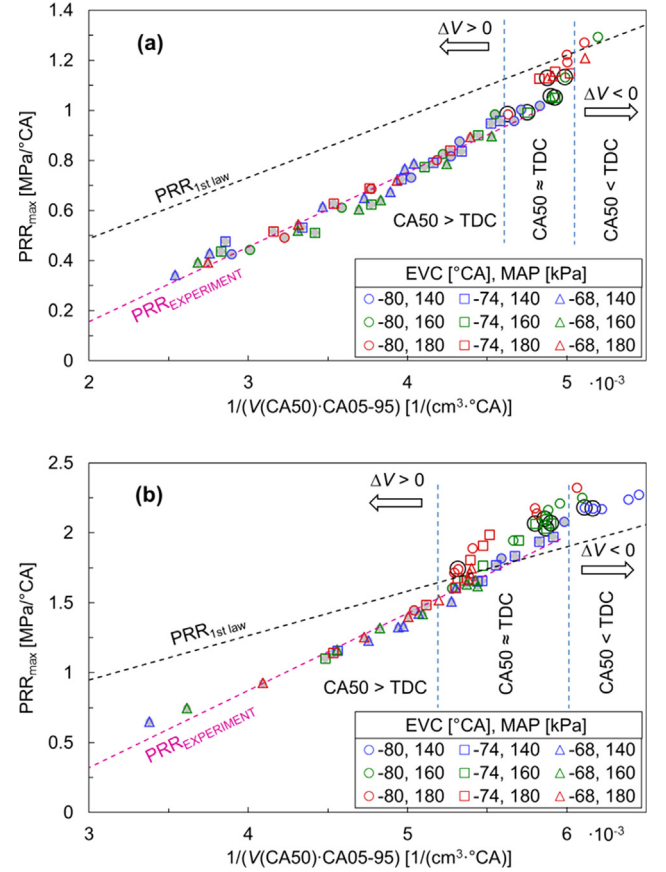 (a)
ΔV > 0
ΔV < 0
PRR1st law
PRREXPERIMENT
CA50 > TDC
CA50 ≈ TDC
CA50 < TDC
PRRmax [MPa/°CA]
1.4
1.2
1
0.8
0.6
0.4
0.2
0
EVC [°CA], MAP [kPa]
-80, 140 -74, 140 -68, 140
-80, 160 -74, 160 -68, 160
-80, 180 -74, 180 -68, 180
2 3 4 5 ·10⁻³
1/(V(CA50)·CA05-95) [1/(cm³·°CA)]
(b)
ΔV > 0
ΔV < 0
PRR1st law
PRREXPERIMENT
CA50 > TDC
CA50 ≈ TDC
CA50 < TDC
PRRmax [MPa/°CA]
2.5
2
1.5
1
0.5
0
EVC [°CA], MAP [kPa]
-80, 140 -74, 140 -68, 140
-80, 160 -74, 160 -68, 160
-80, 180 -74, 180 -68, 180
3 4 5 6 ·10⁻³
1/(V(CA50)·CA05-95) [1/(cm³·°CA)]